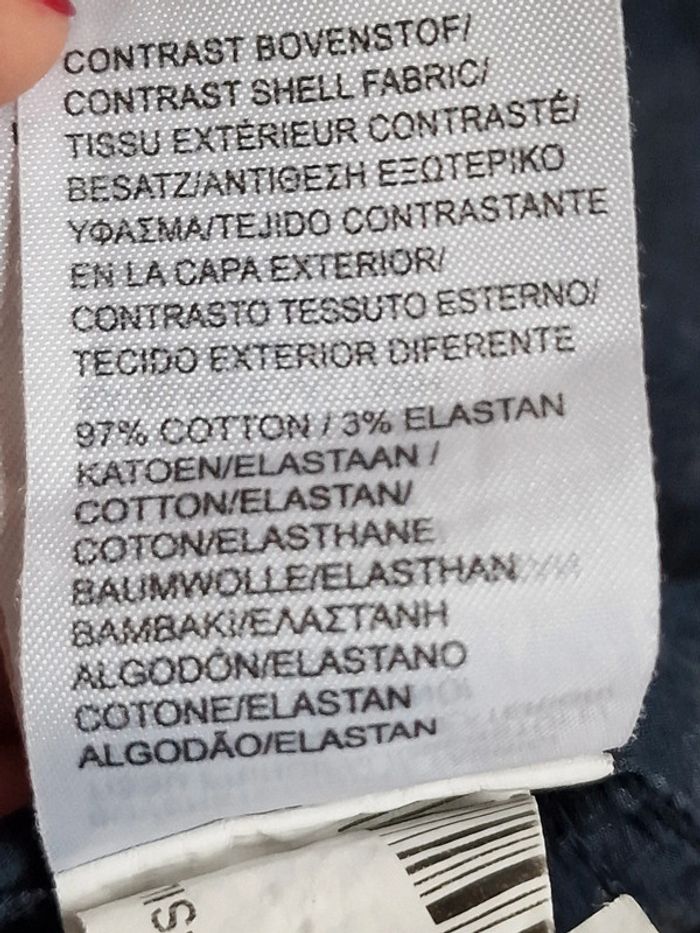 CONTRAST BOVENSTOF/
CONTRAST SHELL FABRIC/
TISSU EXTÉRIEUR CONTRASTÉ/
BESATZ/ΑΝΤΙΘΕΣΗ ΕΞΩΤΕΡΙΚΟ
ΥΦΑΣΜΑ/TEJIDO CONTRASTANTE
EN LA CAPA EXTERIOR/
CONTRASTO TESSUTO ESTERNO/
TECIDO EXTERIOR DIFERENTE
97% COTTON / 3% ELASTAN
KATOEN/ELASTAAN /
COTTON/ELASTAN/
COTON/ELASTHANE
BAUMWOLLE/ELASTHAN
ΒΑΜΒΑΚΙ/ΕΛΑΣΤΑΝΗ
ALGODÓN/ELASTANO
COTONE/ELASTAN
ALGODÃO/ELASTAN